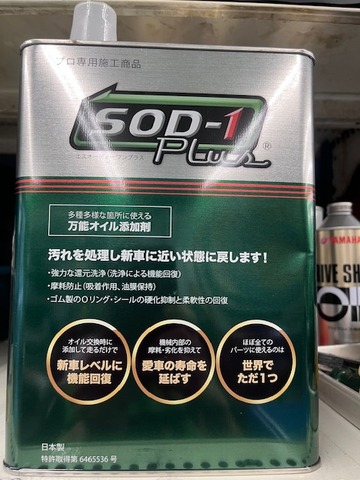 プロ専用施工商品
SOD-1
Plus®
エスオーディーワンプラス
多種多様な箇所に使える
万能オイル添加剤
汚れを処理し新車に近い状態に戻します！
・強力な還元洗浄（洗浄による機能回復）
・摩耗防止（吸着作用、油膜保持）
・ゴム製のＯリング・シールの硬化抑制と柔軟性の回復
オイル交換時に
添加して走るだけで
新車レベルに
機能回復
機械内部の
摩耗・劣化を抑えて
愛車の寿命を
延ばす
ほぼ全ての
パーツに使えるのは
世界で
ただ１つ
日本製
特許取得第 6465536 号
YAMAHA